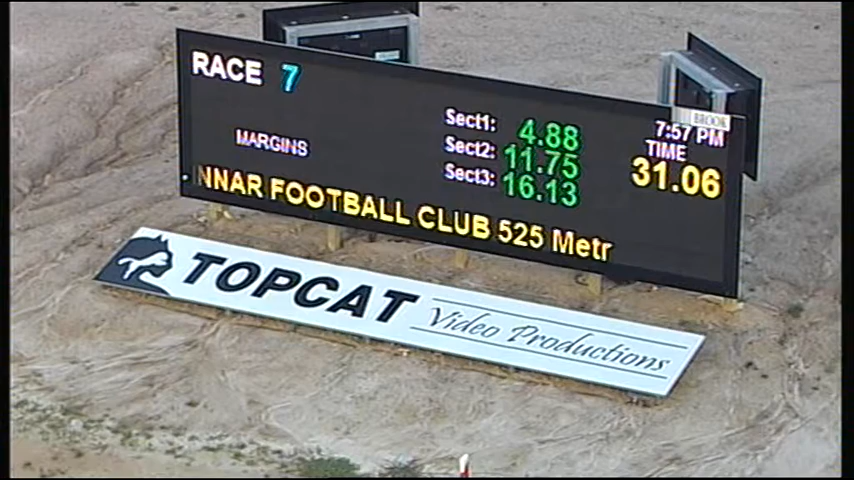 RACE 7
BROOK
Sect1: 4.88
7:57 PM
MARGINS
Sect2: 11.75
TIME
Sect3: 16.13
31.06
NNAR FOOTBALL CLUB 525 Metr
TOPCAT Video Productions